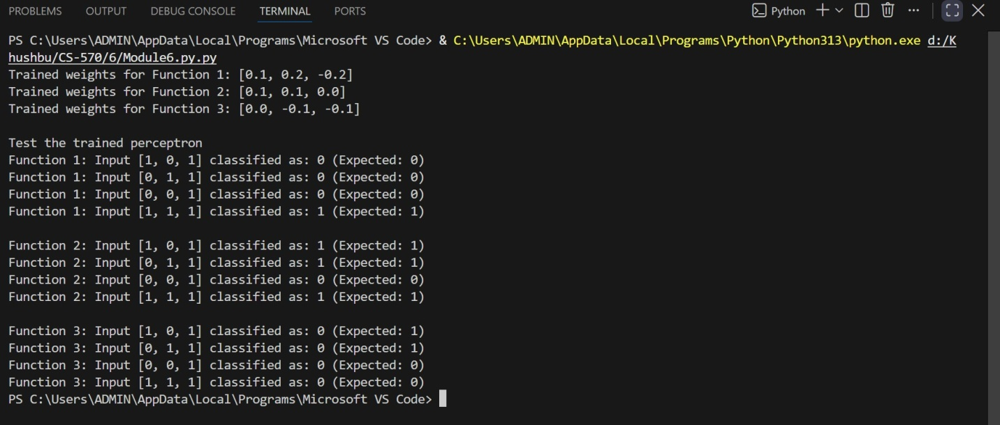 PROBLEMS OUTPUT DEBUG CONSOLE TERMINAL PORTS Python
PS C:\Users\ADMIN\AppData\Local\Programs\Microsoft VS Code> & C:\Users\ADMIN\AppData\Local\Programs\Python\Python313\python.exe d:/K
hushbu/CS-570/6/Module6.py.py
Trained weights for Function 1: [0.1, 0.2, -0.2]
Trained weights for Function 2: [0.1, 0.1, 0.0]
Trained weights for Function 3: [0.0, -0.1, -0.1]
Test the trained perceptron
Function 1: Input [1, 0, 1] classified as: 0 (Expected: 0)
Function 1: Input [0, 1, 1] classified as: 0 (Expected: 0)
Function 1: Input [0, 0, 1] classified as: 0 (Expected: 0)
Function 1: Input [1, 1, 1] classified as: 1 (Expected: 1)
Function 2: Input [1, 0, 1] classified as: 1 (Expected: 1)
Function 2: Input [0, 1, 1] classified as: 1 (Expected: 1)
Function 2: Input [0, 0, 1] classified as: 0 (Expected: 0)
Function 2: Input [1, 1, 1] classified as: 1 (Expected: 1)
Function 3: Input [1, 0, 1] classified as: 0 (Expected: 1)
Function 3: Input [0, 1, 1] classified as: 0 (Expected: 1)
Function 3: Input [0, 0, 1] classified as: 0 (Expected: 0)
Function 3: Input [1, 1, 1] classified as: 0 (Expected: 0)
PS C:\Users\ADMIN\AppData\Local\Programs\Microsoft VS Code>